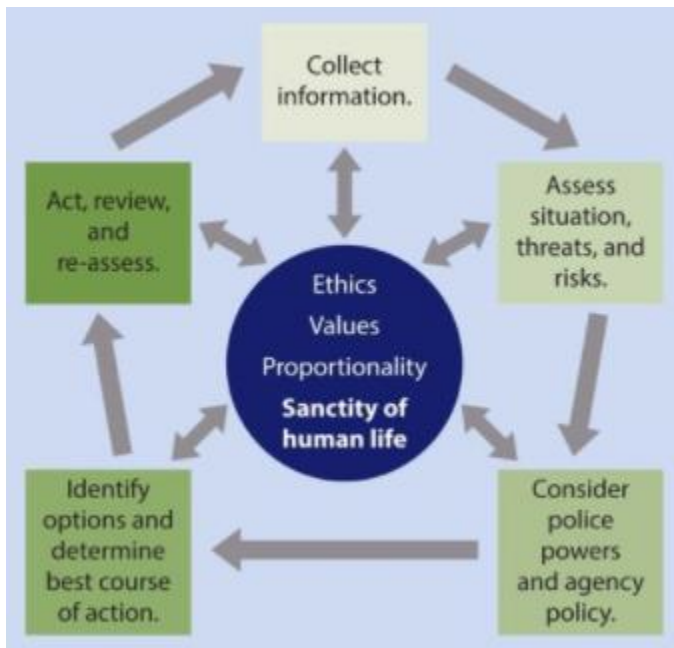 Collect
information.
Assess
situation,
threats, and
risks.
Consider
police
powers
and agency
policy.
Identify
options and
determine
best course
of action.
Act, review,
and
re-assess.
Ethics
Values
Proportionality
Sanctity of
human life